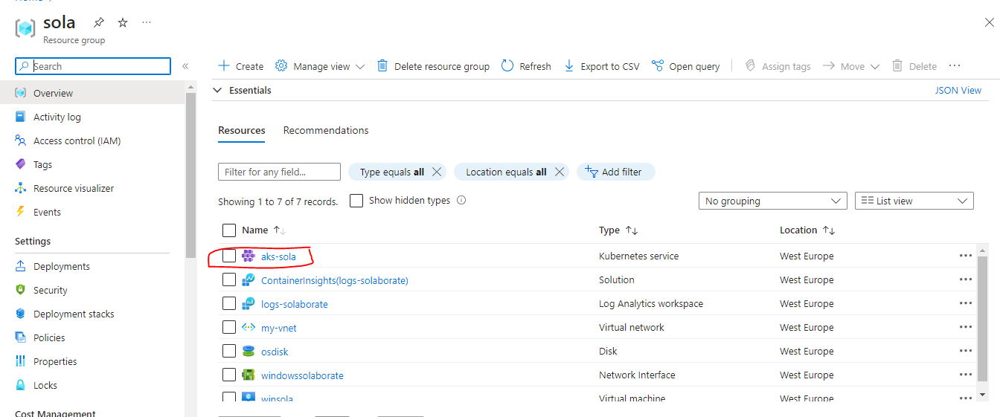 sola
Resource group
Search
Create Manage view Delete resource group Refresh Export to CSV Open query Assign tags Move Delete
Essentials JSON View
Overview
Activity log
Access control (IAM)
Tags
Resource visualizer
Events
Settings
Deployments
Security
Deployment stacks
Policies
Properties
Locks
Cost Management
Resources Recommendations
Filter for any field... Type equals all Location equals all Add filter
Showing 1 to 7 of 7 records. Show hidden types No grouping List view
Name Type Location
aks-sola Kubernetes service West Europe
ContainerInsights(logs-solaborate) Solution West Europe
logs-solaborate Log Analytics workspace West Europe
my-vnet Virtual network West Europe
osdisk Disk West Europe
windowssolaborate Network Interface West Europe
winsola Virtual machine West Europe